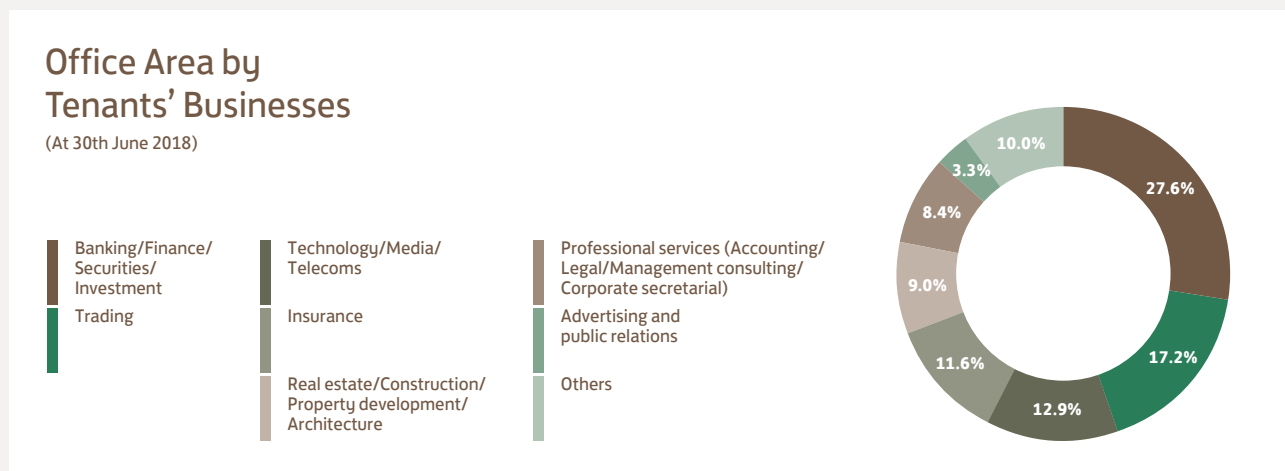 Office Area by
Tenants’ Businesses
(At 30th June 2018)
Banking/Finance/
Securities/
Investment
Trading
Technology/Media/
Telecoms
Insurance
Real estate/Construction/
Property development/
Architecture
Professional services (Accounting/
Legal/Management consulting/
Corporate secretarial)
Advertising and
public relations
Others
27.6%
17.2%
12.9%
11.6%
9.0%
8.4%
3.3%
10.0%